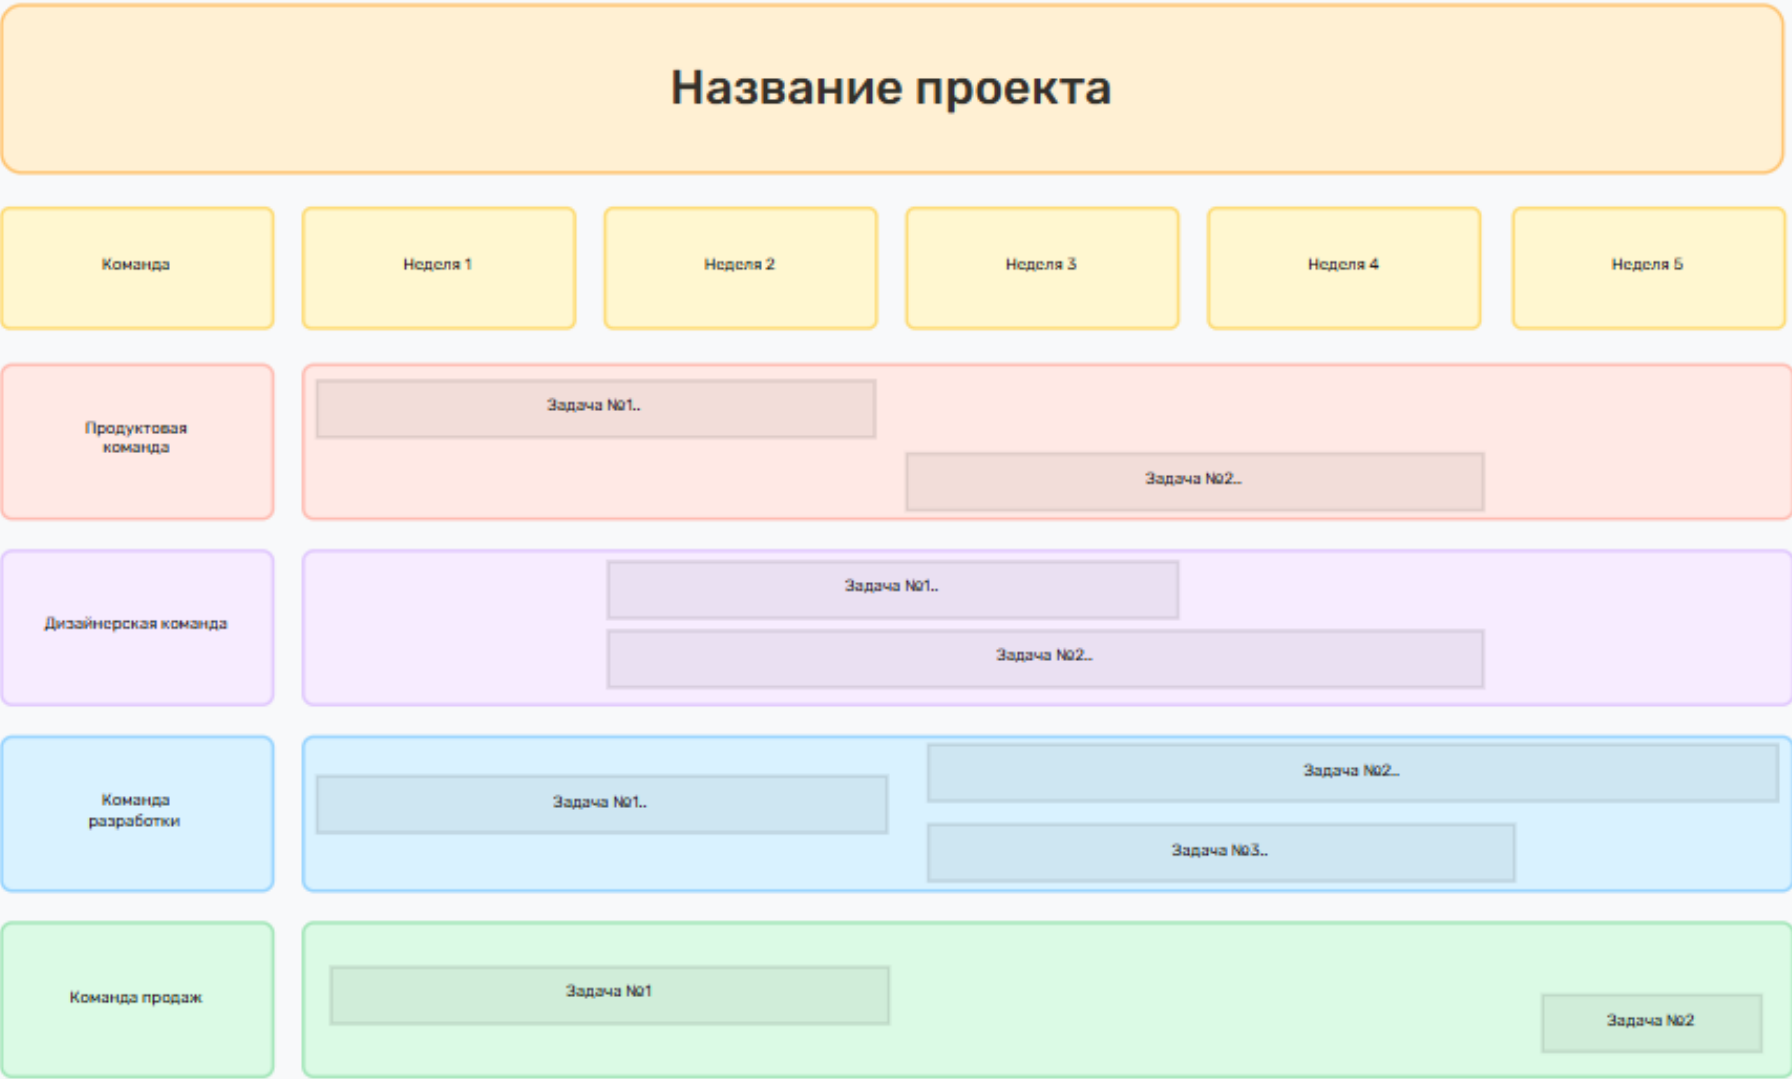 Название проекта
Команда
Неделя 1
Неделя 2
Неделя 3
Неделя 4
Неделя 5
Продуктовая
команда
Задача №1..
Задача №2...
Дизайнерская команда
Задача №1..
Задача №2...
Команда
разработки
Задача №1..
Задача №2...
Задача №3..
Команда продаж
Задача №1
Задача №2